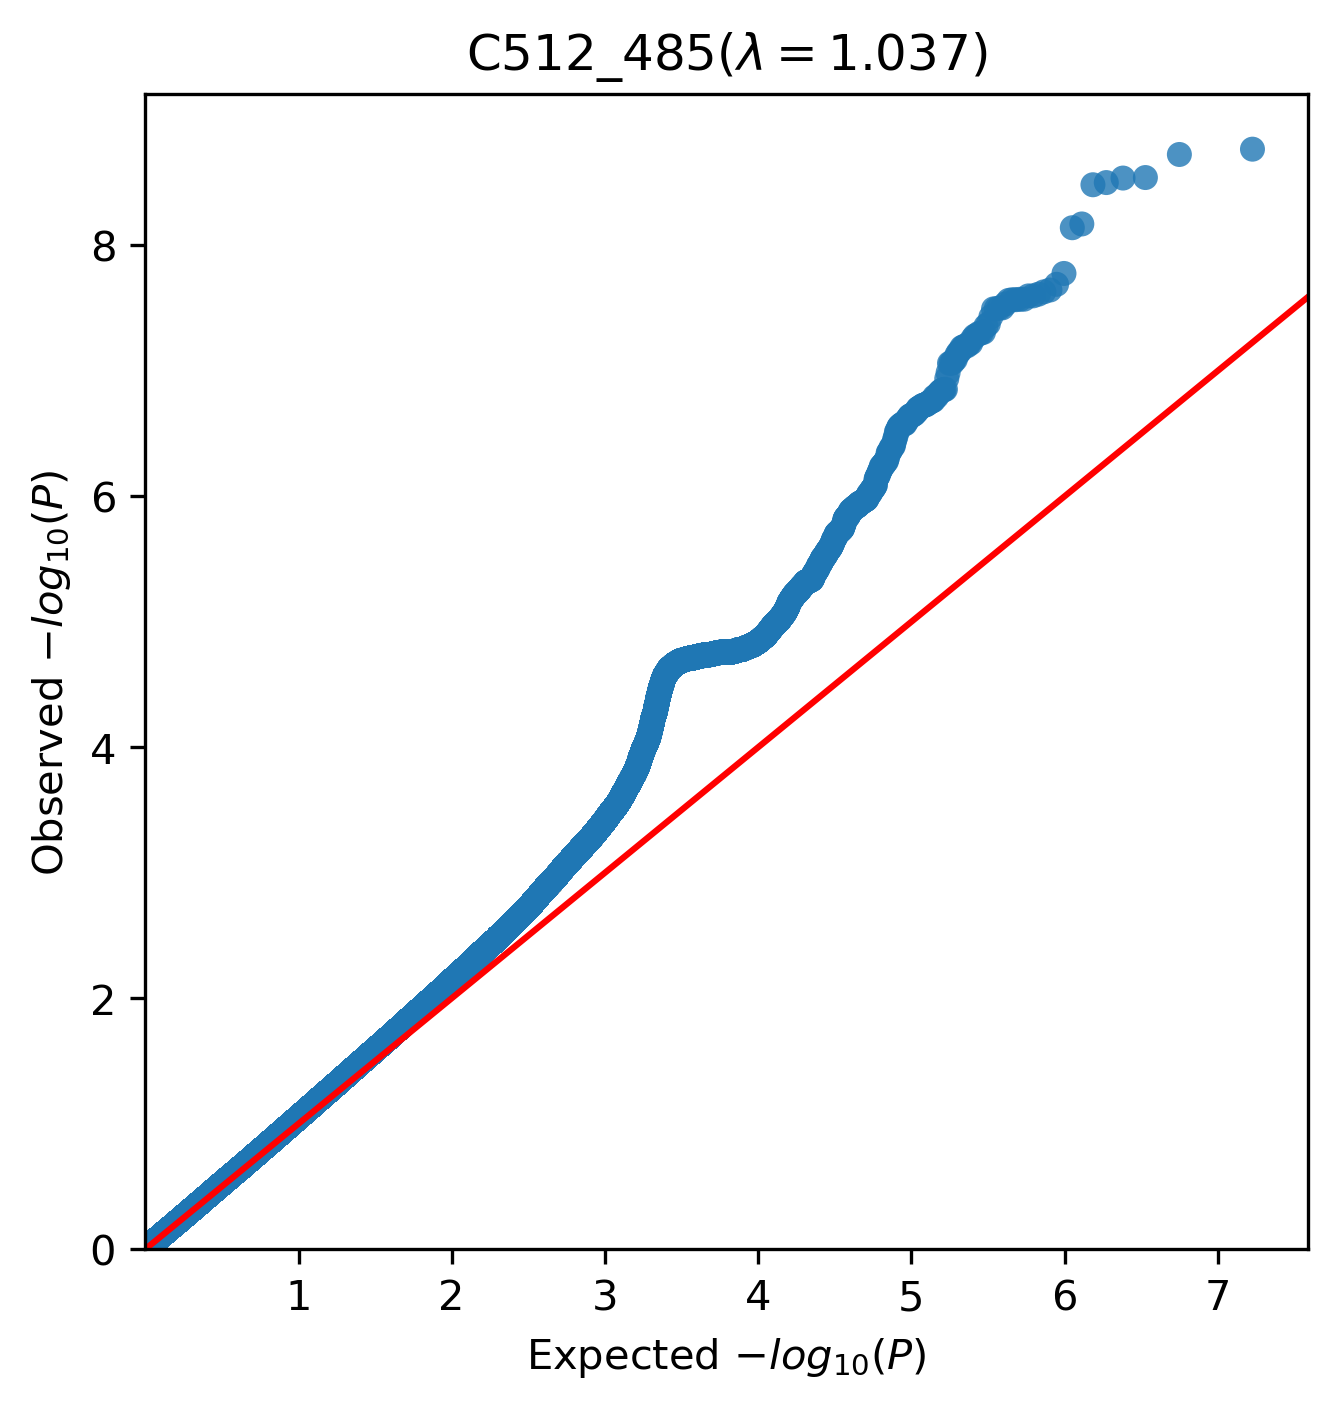 C512_485(λ = 1.037)
Observed −log₁₀(P)
8
6
4
2
0
1 2 3 4 5 6 7
Expected −log₁₀(P)